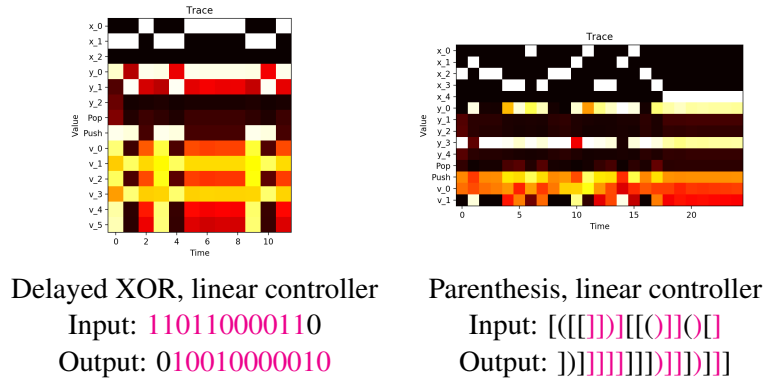 Trace
x_0
x_1
x_2
y_0
y_1
y_2
Pop
Push
v_0
v_1
v_2
v_3
v_4
v_5
Value
0 2 4 6 8 10
Time
Trace
x_0
x_1
x_2
x_3
x_4
y_0
y_1
y_2
y_3
y_4
Pop
Push
v_0
v_1
Value
0 5 10 15 20
Time
Delayed XOR, linear controller
Input: 110110000110
Output: 010010000010
Parenthesis, linear controller
Input: [([[]])][[()]]()[]
Output: ])]]]]]]]])]]])]]]